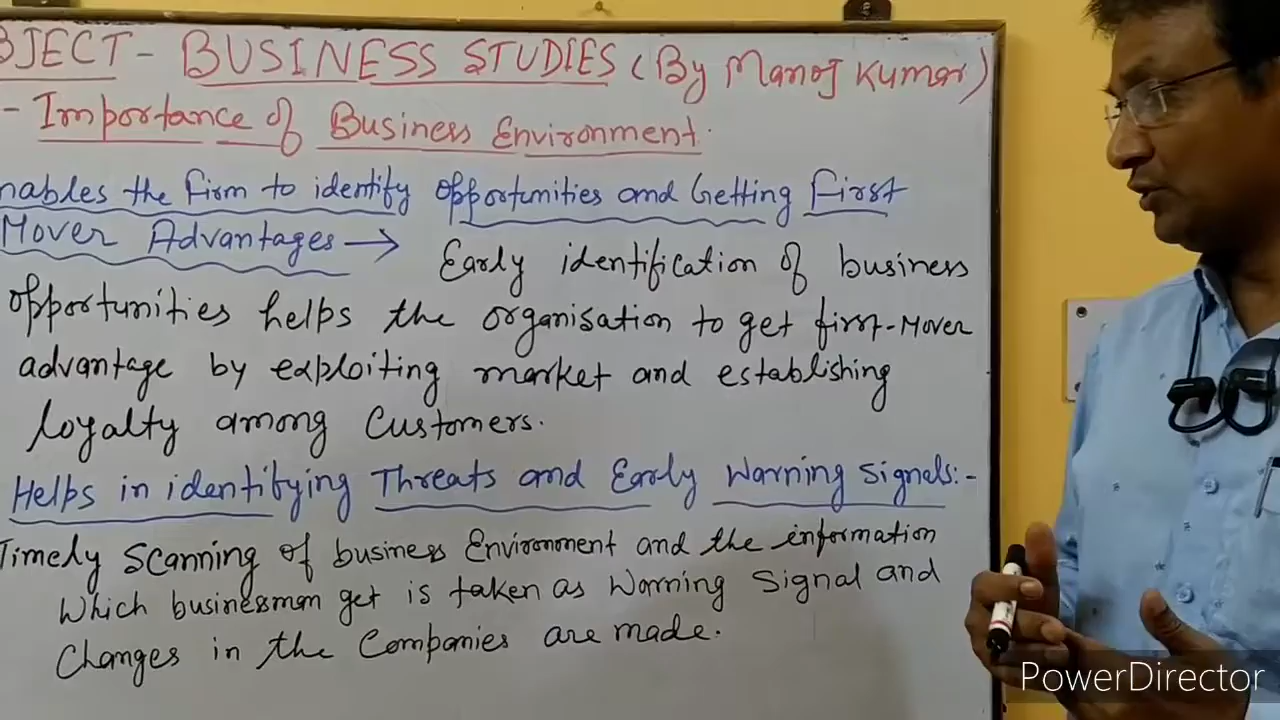 BJECT - BUSINESS STUDIES (By Manoj Kumar)
- Importance of Business Environment.
nables the firm to identify opportunities and Getting First
Mover Advantages →
Early identification of business
opportunities helps the organisation to get first-Mover
advantage by exploiting market and establishing
loyalty among Customers.
Helps in identifying Threats and Early Warning Signals:-
Timely Scanning of business Environment and the information
Which businessman get is taken as Warning Signal and
Changes in the Companies are made.
PowerDirector